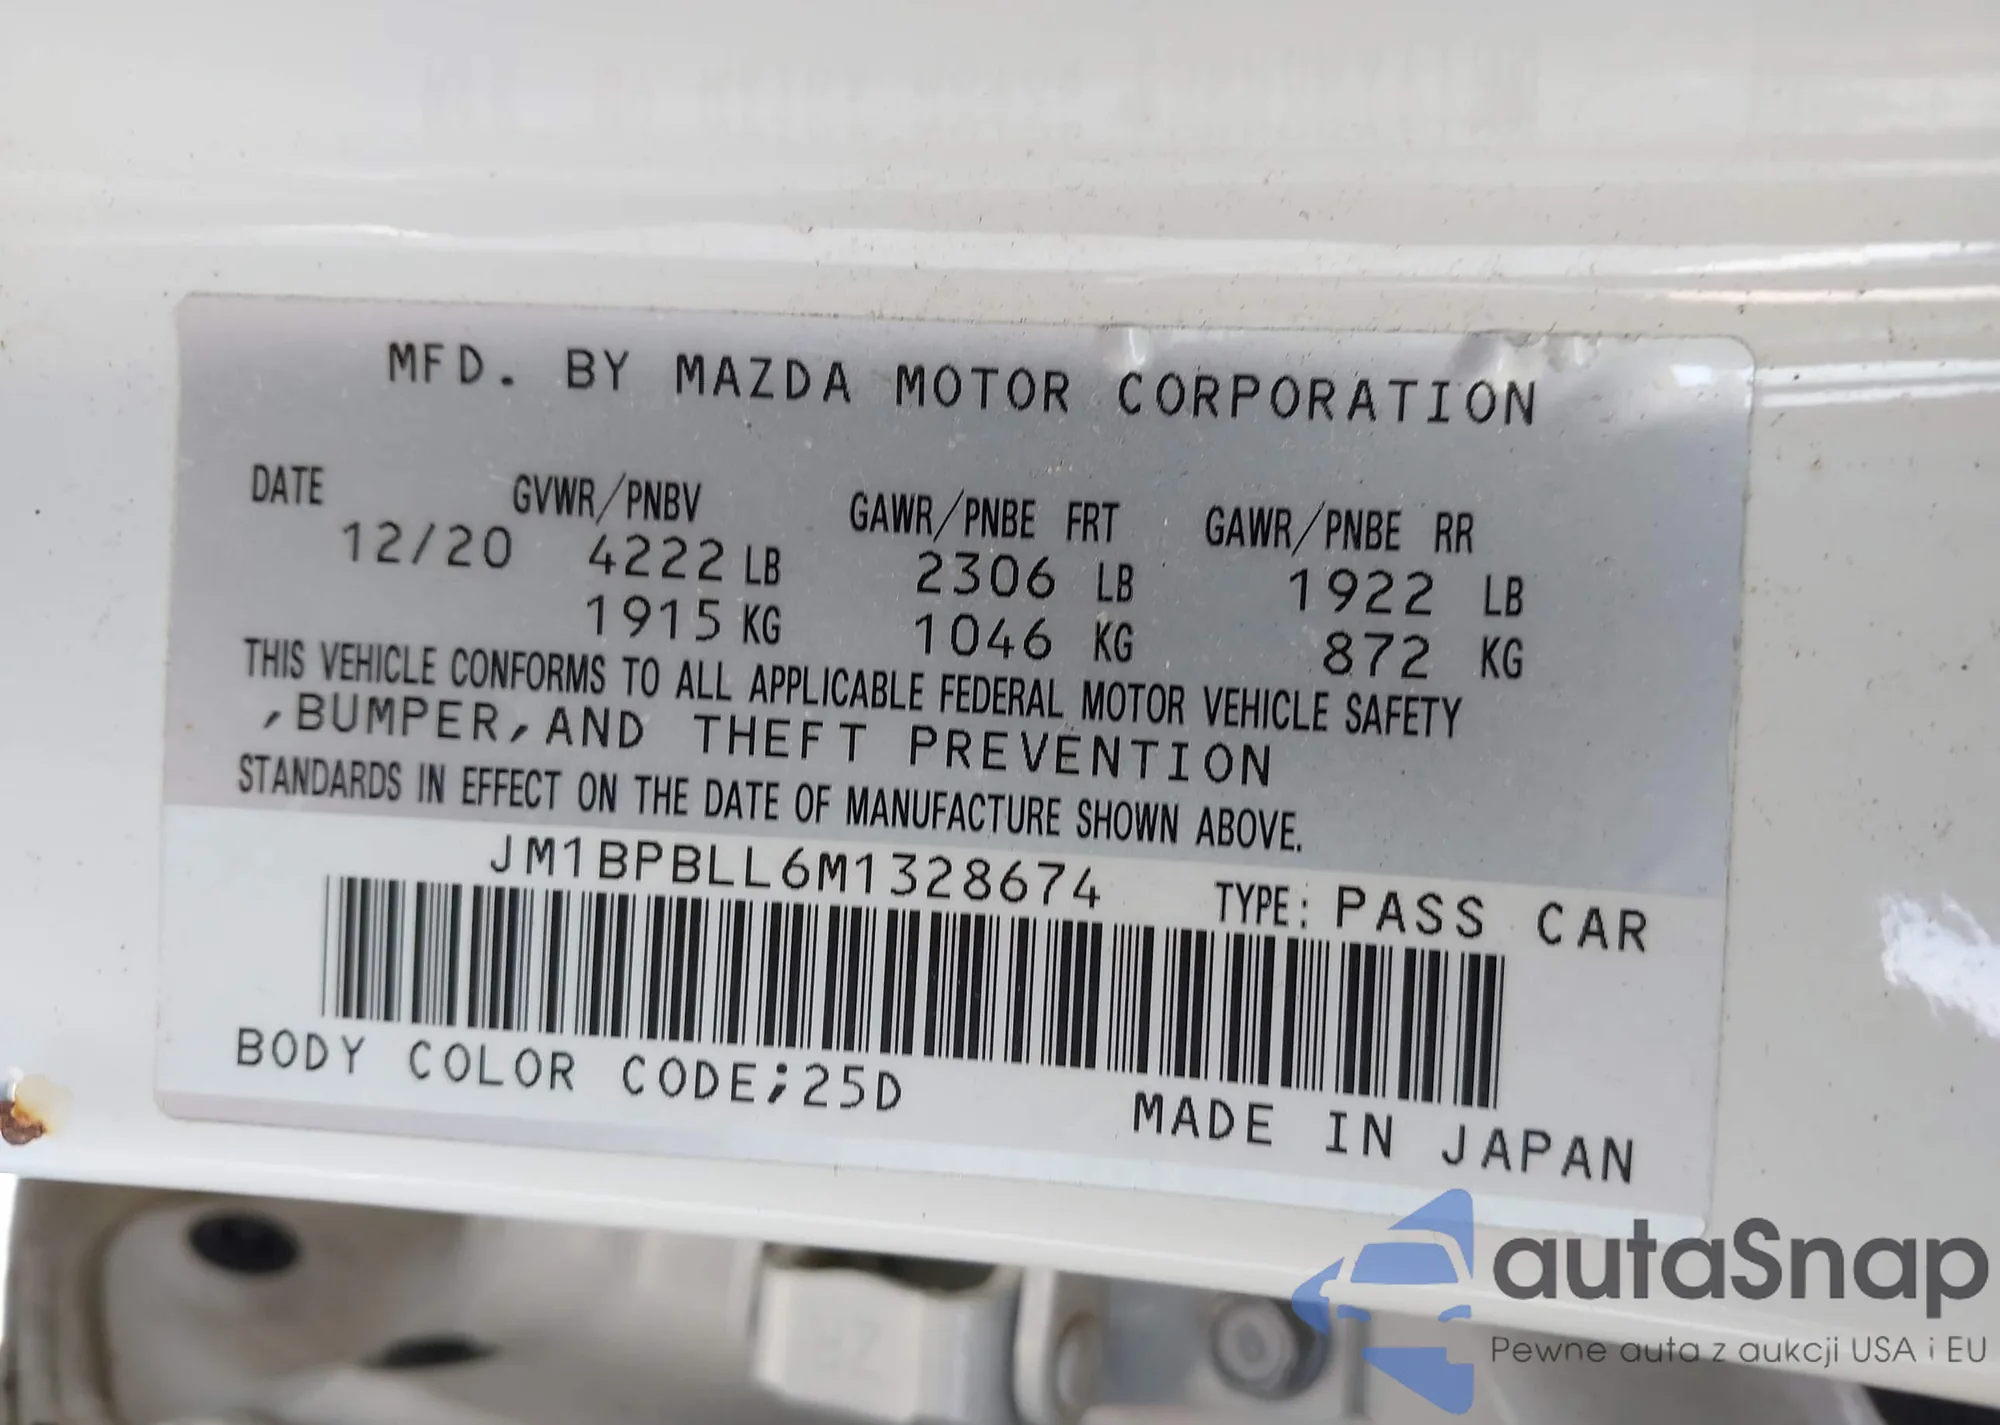 MFD. BY MAZDA MOTOR CORPORATION
DATE GVWR/PNBV GAWR/PNBE FRT GAWR/PNBE RR
12/20 4222 LB 2306 LB 1922 LB
1915 KG 1046 KG 872 KG
THIS VEHICLE CONFORMS TO ALL APPLICABLE FEDERAL MOTOR VEHICLE SAFETY
,BUMPER,AND THEFT PREVENTION
STANDARDS IN EFFECT ON THE DATE OF MANUFACTURE SHOWN ABOVE.
JM1BPBLL6M1328674 TYPE: PASS CAR
BODY COLOR CODE;25D
MADE IN JAPAN
autaSnap
Pewne auta z aukcji USA i EU